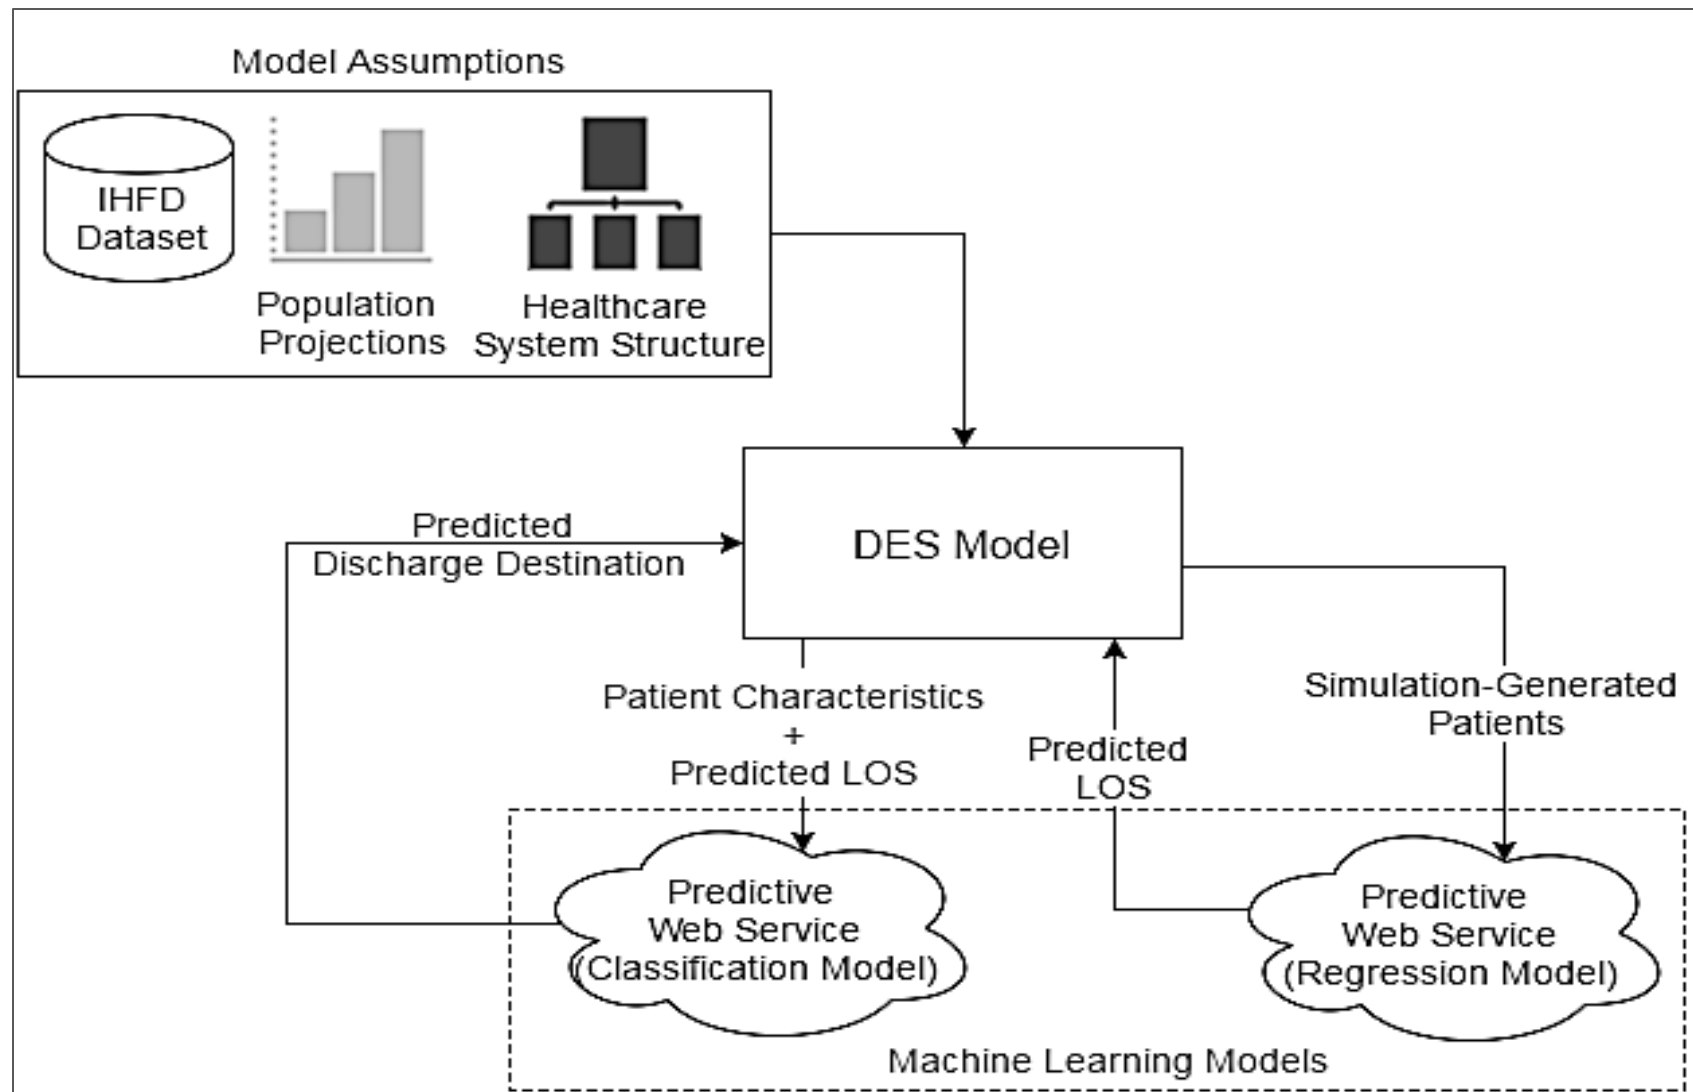 Model Assumptions
IHFD
Dataset
Population
Projections
Healthcare
System Structure
DES Model
Predicted
Discharge Destination
Patient Characteristics
+
Predicted LOS
Predicted
LOS
Simulation-Generated
Patients
Predictive
Web Service
(Classification Model)
Predictive
Web Service
(Regression Model)
Machine Learning Models